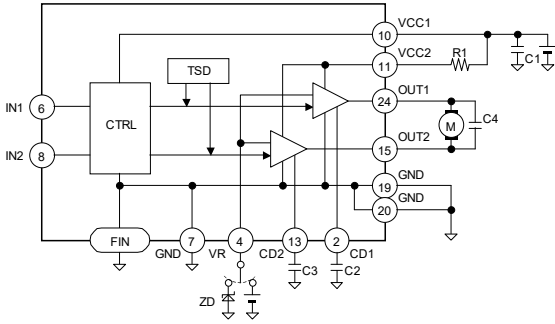 VCC1
10
C1
VCC2
11
R1
TSD
OUT1
24
IN1
6
CTRL
M
C4
OUT2
IN2
8
15
GND
19
GND
20
FIN
7
4
13
2
GND
VR
CD2
CD1
C3
C2
ZD